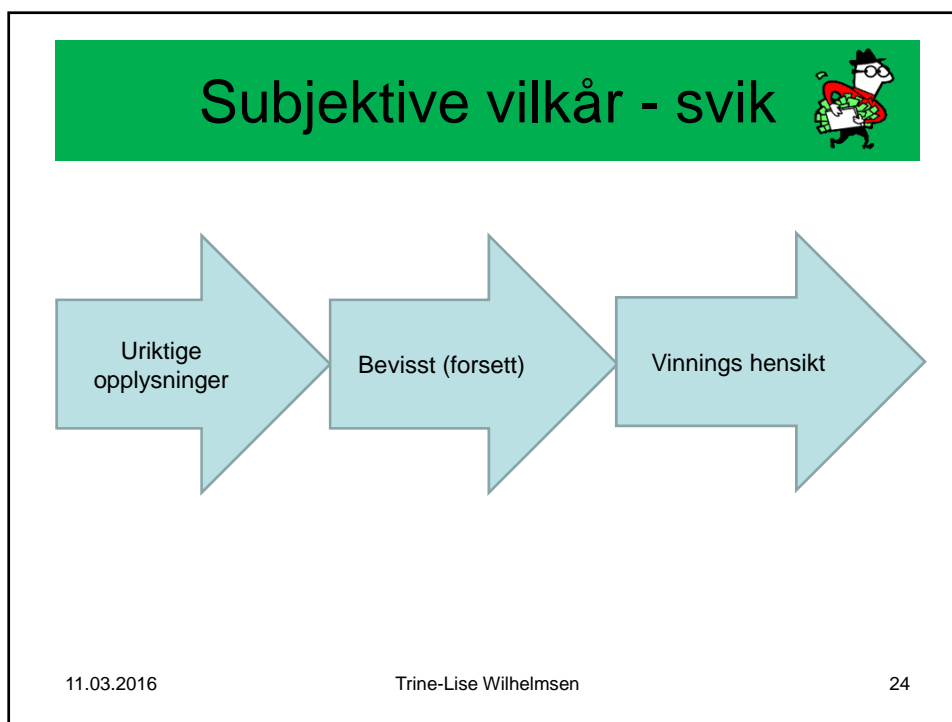 Subjektive vilkår - svik
Uriktige
opplysninger
Bevisst (forsett)
Vinnings hensikt
11.03.2016
Trine-Lise Wilhelmsen
24